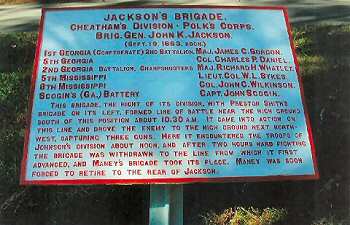 JACKSON'S BRIGADE.
CHEATHAM'S DIVISION - POLK'S CORPS.
BRIG. GEN. JOHN K. JACKSON.
(SEPT. 19, 1863, NOON.)
1ST GEORGIA (CONFEDERATE) 2ND BATTALION, MAJ. JAMES C. GORDON.
5TH GEORGIA COL. CHARLES P. DANIEL.
2ND GEORGIA BATTALION, SHARPSHOOTERS MAJ. RICHARD H. WHITELEY.
5TH MISSISSIPPI LIEUT. COL. W. L. SYKES.
8TH MISSISSIPPI COL. JOHN C. WILKINSON.
SCOGIN'S (GA.) BATTERY CAPT. JOHN SCOGIN.
THIS BRIGADE, THE RIGHT OF ITS DIVISION, WITH PRESTON SMITH'S
BRIGADE ON ITS LEFT, FORMED LINE OF BATTLE NEAR THE HIGH GROUND
SOUTH OF THIS POSITION ABOUT 10.30 AM. IT CAME INTO ACTION ON
THIS LINE AND DROVE THE ENEMY TO THE HIGH GROUND NEXT NORTH-
WEST, CAPTURING THREE GUNS. HERE IT ENCOUNTERED THE TROOPS OF
JOHNSON'S DIVISION ABOUT NOON, AND AFTER TWO HOURS HARD FIGHTING
THE BRIGADE WAS WITHDRAWN TO THE LINE FROM WHICH IT FIRST
ADVANCED, AND MANEY'S BRIGADE TOOK ITS PLACE. MANEY WAS SOON
FORCED TO RETIRE TO THE REAR OF JACKSON.